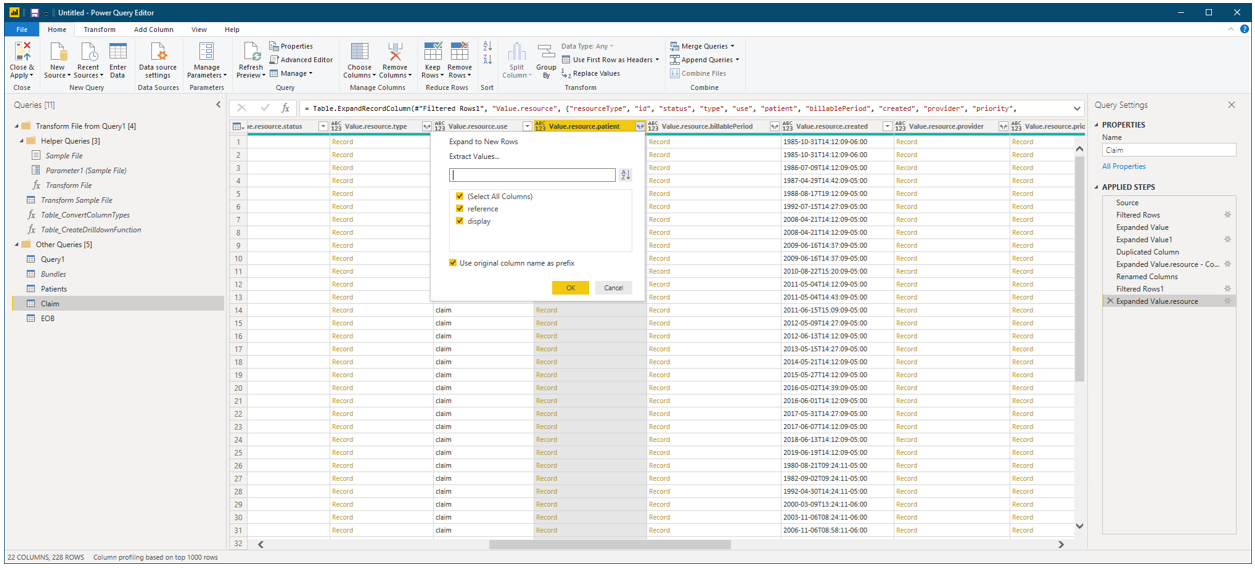 Untitled - Power Query Editor
File Home Transform Add Column View Help
Close & Apply
New Source
Recent Sources
Enter Data
Data source settings
Manage Parameters
Refresh Preview
Properties
Advanced Editor
Manage
Choose Columns
Remove Columns
Keep Rows
Remove Rows
Split Column
Group By
Data Type: Any
Use First Row as Headers
Replace Values
Merge Queries
Append Queries
Combine Files
Close New Query Data Sources Parameters Query Manage Columns Reduce Rows Sort Transform Combine
Queries [11]
= Table.ExpandRecordColumn(#"Filtered Rows1", "Value.resource", {"resourceType", "id", "status", "type", "use", "patient", "billablePeriod", "created", "provider", "priority",
Transform File from Query1 [4]
Helper Queries [3]
Sample File
Parameter1 (Sample File)
Transform File
Transform Sample File
Table_ConvertColumnTypes
Table_CreateDrilldownFunction
Other Queries [5]
Query1
Bundles
Patients
Claim
EOB
e.resource.status ABC 123 Value.resource.type ABC 123 Value.resource.use ABC 123 Value.resource.patient ABC 123 Value.resource.billablePeriod ABC 123 Value.resource.created ABC 123 Value.resource.provider ABC 123 Value.resource.prio
Expand to New Rows
Extract Values...
(Select All Columns)
reference
display
Use original column name as prefix
OK Cancel
1 Record Record 1985-10-31T14:12:09-06:00 Record Record
2 Record Record 1985-10-31T14:12:09-06:00 Record Record
3 Record Record 1986-07-09T14:12:09-05:00 Record Record
4 Record Record 1987-04-29T14:42:09-05:00 Record Record
5 Record Record 1988-08-17T19:12:09-05:00 Record Record
6 Record Record 1992-07-15T14:27:09-05:00 Record Record
7 Record Record 2008-04-21T14:12:09-05:00 Record Record
8 Record Record 2008-04-21T14:12:09-05:00 Record Record
9 Record Record 2009-06-16T14:37:09-05:00 Record Record
10 Record Record 2009-06-16T14:37:09-05:00 Record Record
11 Record Record 2010-08-22T15:20:09-05:00 Record Record
12 Record Record 2011-05-04T14:12:09-05:00 Record Record
13 Record Record 2011-05-04T14:43:09-05:00 Record Record
14 Record claim Record Record 2011-06-15T15:09:09-05:00 Record Record
15 Record claim Record Record 2012-05-09T14:27:09-05:00 Record Record
16 Record claim Record Record 2012-06-13T14:12:09-05:00 Record Record
17 Record claim Record Record 2013-05-15T14:27:09-05:00 Record Record
18 Record claim Record Record 2014-05-21T14:12:09-05:00 Record Record
19 Record claim Record Record 2015-05-27T14:12:09-05:00 Record Record
20 Record claim Record Record 2016-05-02T14:39:09-05:00 Record Record
21 Record claim Record Record 2016-06-01T14:12:09-05:00 Record Record
22 Record claim Record Record 2017-05-31T14:27:09-05:00 Record Record
23 Record claim Record Record 2017-06-07T14:12:09-05:00 Record Record
24 Record claim Record Record 2018-06-13T14:12:09-05:00 Record Record
25 Record claim Record Record 2019-06-19T14:12:09-05:00 Record Record
26 Record claim Record Record 1980-08-21T09:24:11-05:00 Record Record
27 Record claim Record Record 1982-09-02T09:24:11-05:00 Record Record
28 Record claim Record Record 1992-04-30T14:24:11-05:00 Record Record
29 Record claim Record Record 2000-03-09T13:24:11-06:00 Record Record
30 Record claim Record Record 2003-11-06T08:24:11-06:00 Record Record
31 Record claim Record Record 2006-11-06T08:58:11-06:00 Record Record
32
Query Settings
PROPERTIES
Name
Claim
All Properties
APPLIED STEPS
Source
Filtered Rows
Expanded Value
Expanded Value1
Duplicated Column
Expanded Value.resource - Co...
Renamed Columns
Filtered Rows1
Expanded Value.resource
22 COLUMNS, 228 ROWS Column profiling based on top 1000 rows